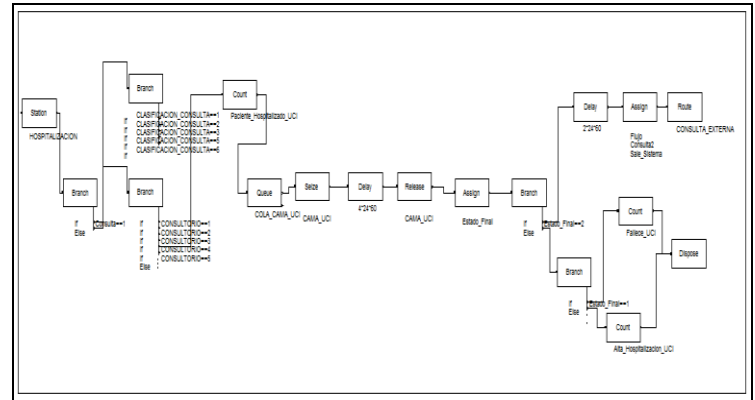 Station
HOSPITALIZACION
Branch
If Consulta==1
Else
Branch
If CLASIFICACION_CONSULTA==1
If CLASIFICACION_CONSULTA==2
If CLASIFICACION_CONSULTA==3
If CLASIFICACION_CONSULTA==5
If CLASIFICACION_CONSULTA==6
If
Branch
If CONSULTORIO==1
If CONSULTORIO==2
If CONSULTORIO==3
If CONSULTORIO==4
If CONSULTORIO==5
Else
Count
Paciente_Hospitalizado_UCI
Queue
COLA_CAMA_UCI
Seize
CAMA_UCI
Delay
4*24*60
Release
CAMA_UCI
Assign
Estado_Final
Branch
If Estado_Final==2
Else
Delay
2*24*60
Assign
Flujo
Consulta2
Sale_Sistema
Route
CONSULTA_EXTERNA
Branch
If Estado_Final==1
Else
Count
Fallece_UCI
Count
Alta_Hospitalizacion_UCI
Dispose